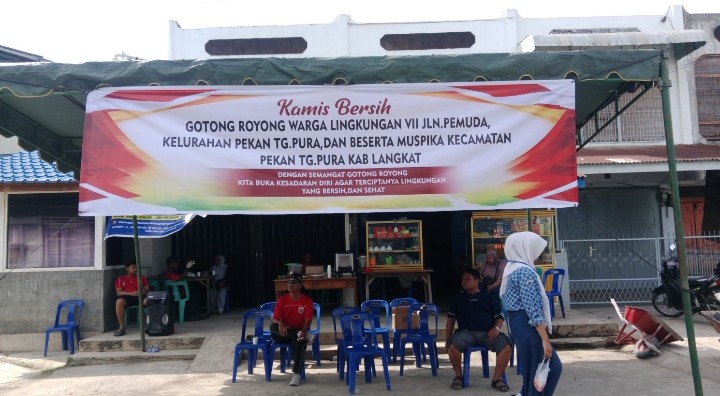 Kamis Bersih
GOTONG ROYONG WARGA LINGKUNGAN VII JLN.PEMUDA,
KELURAHAN PEKAN TG.PURA,DAN BESERTA MUSPIKA KECAMATAN
PEKAN TG.PURA KAB LANGKAT
DENGAN SEMANGAT GOTONG ROYONG
KITA BUKA KESADARAN DIRI AGAR TERCIPTANYA LINGKUNGAN
YANG BERSIH,DAN SEHAT